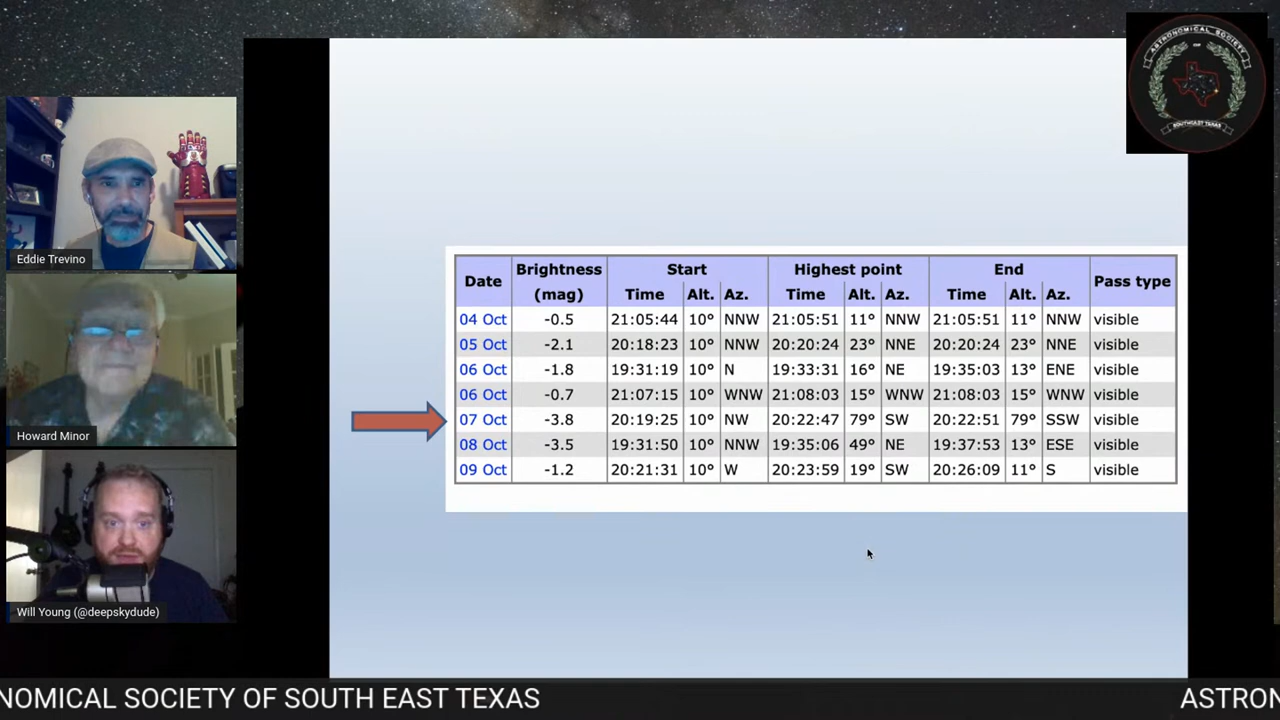 ASTRONOMICAL SOCIETY
OF
SOUTHEAST TEXAS
Eddie Trevino
Howard Minor
Will Young (@deepskydude)
Date Brightness (mag) Start Highest point End Pass type
Time Alt. Az. Time Alt. Az. Time Alt. Az.
04 Oct -0.5 21:05:44 10° NNW 21:05:51 11° NNW 21:05:51 11° NNW visible
05 Oct -2.1 20:18:23 10° NNW 20:20:24 23° NNE 20:20:24 23° NNE visible
06 Oct -1.8 19:31:19 10° N 19:33:31 16° NE 19:35:03 13° ENE visible
06 Oct -0.7 21:07:15 10° WNW 21:08:03 15° WNW 21:08:03 15° WNW visible
07 Oct -3.8 20:19:25 10° NW 20:22:47 79° SW 20:22:51 79° SSW visible
08 Oct -3.5 19:31:50 10° NNW 19:35:06 49° NE 19:37:53 13° ESE visible
09 Oct -1.2 20:21:31 10° W 20:23:59 19° SW 20:26:09 11° S visible
NOMICAL SOCIETY OF SOUTH EAST TEXAS ASTRON